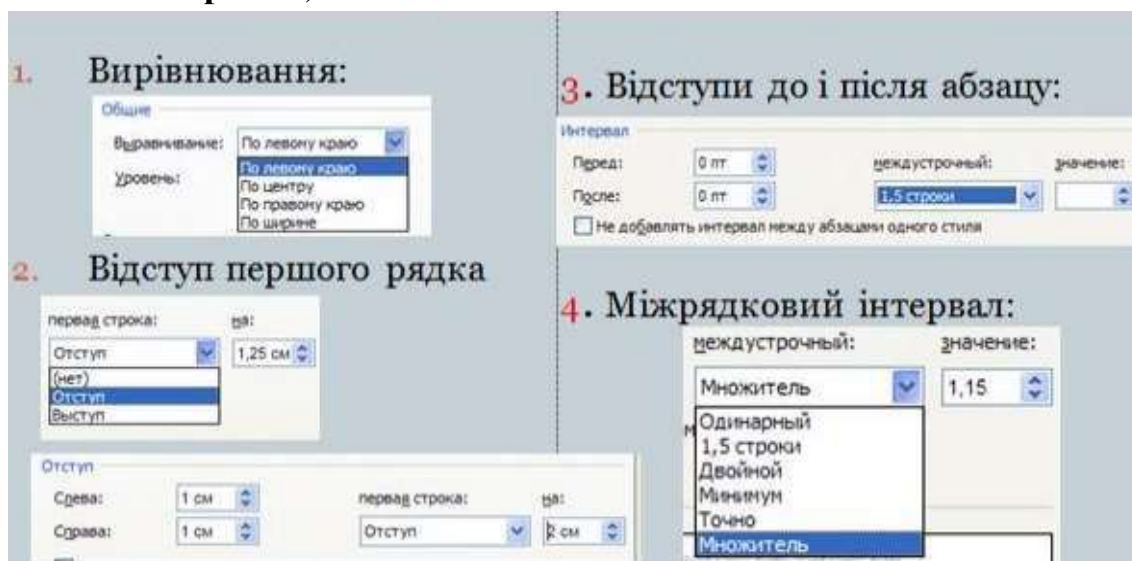 1. Вирівнювання:
Общие
Выравнивание: По левому краю
Уровень: По левому краю
По центру
По правому краю
По ширине
2. Відступ першого рядка
первая строка: на:
Отступ 1,25 см
(нет)
Отступ
Выступ
Отступ
Слева: 1 см первая строка: на:
Справа: 1 см Отступ 2 см
3. Відступи до і після абзацу:
Интервал
Перед: 0 пт междустрочный: значение:
После: 0 пт 1,5 строки
Не добавлять интервал между абзацами одного стиля
4. Міжрядковий інтервал:
междустрочный: значение:
Множитель 1,15
Одинарный
1,5 строки
Двойной
Минимум
Точно
Множитель